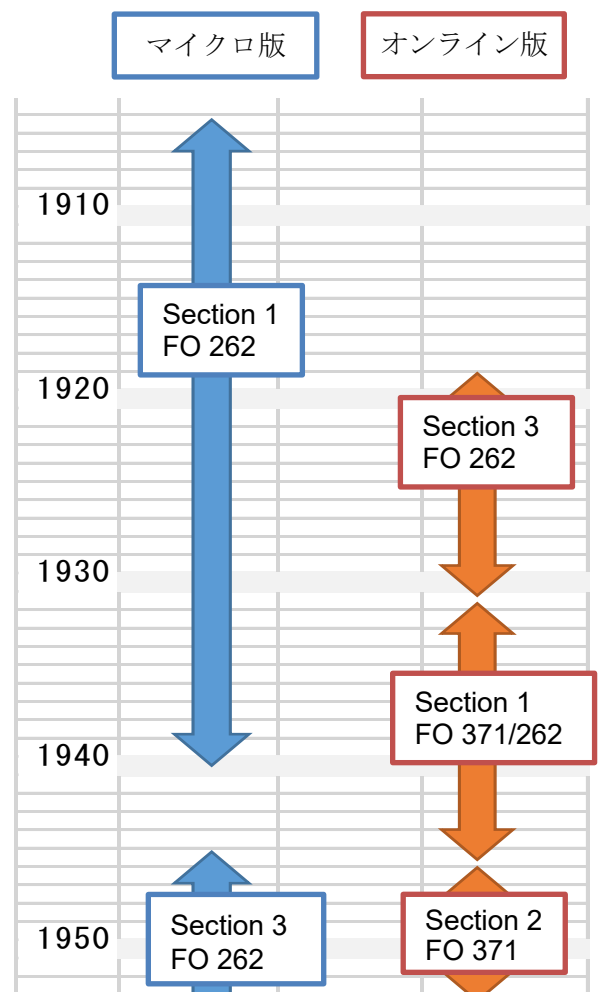 マイクロ版
オンライン版
1910
Section 1
FO 262
1920
Section 3
FO 262
1930
Section 1
FO 371/262
1940
Section 3
FO 262
1950
Section 2
FO 371